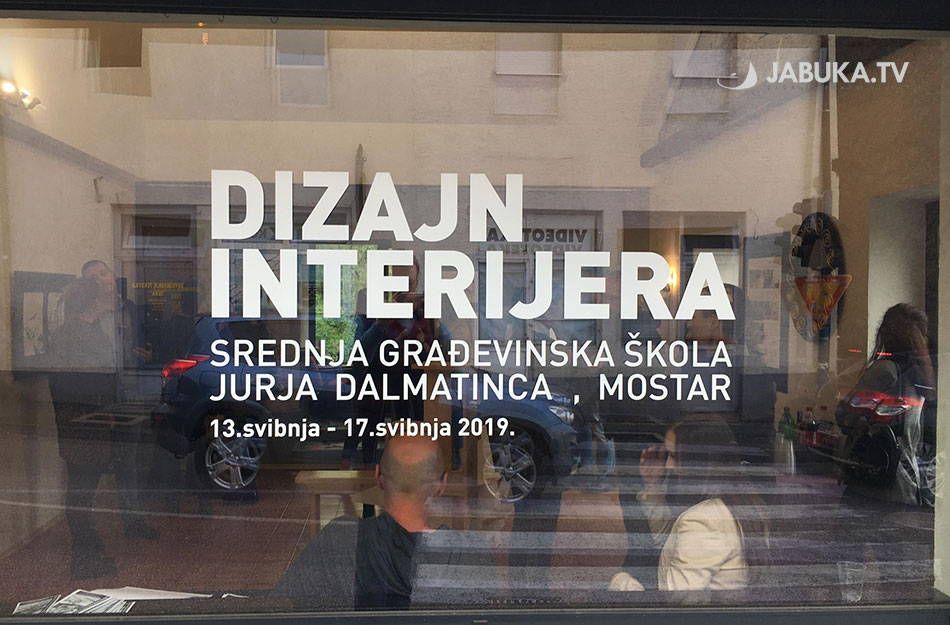 JABUKA.TV
DIZAJN
INTERIJERA
SREDNJA GRAĐEVINSKA ŠKOLA
JURJA DALMATINCA , MOSTAR
13.svibnja - 17.svibnja 2019.